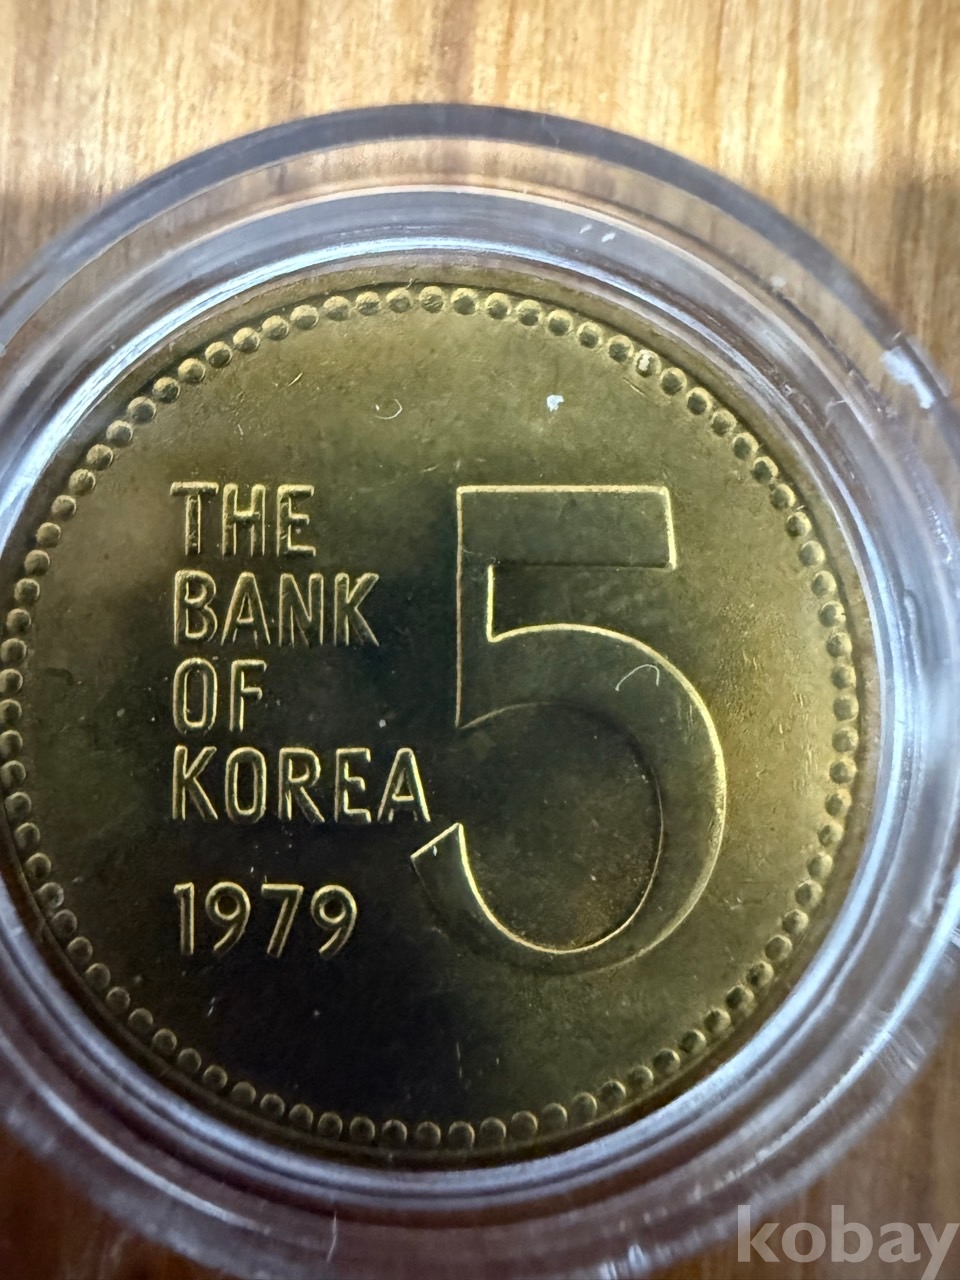 THE
BANK
OF
KOREA
1979
5
kobay